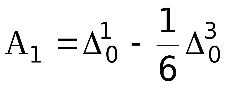 A₁ = Δ₀¹ - 1/6 Δ₀³